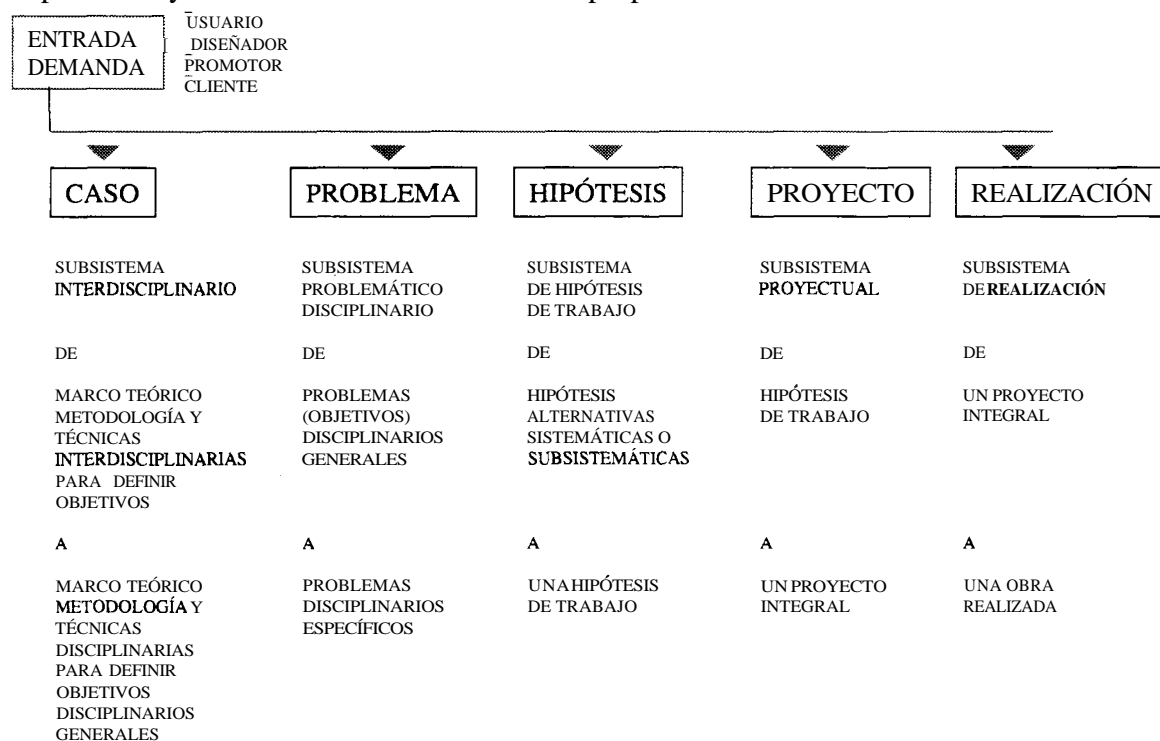 ENTRADA
DEMANDA
USUARIO
DISEÑADOR
PROMOTOR
CLIENTE
CASO
PROBLEMA
HIPÓTESIS
PROYECTO
REALIZACIÓN
SUBSISTEMA
INTERDISCIPLINARIO
DE
MARCO TEÓRICO
METODOLOGÍA Y
TÉCNICAS
INTERDISCIPLINARIAS
PARA DEFINIR
OBJETIVOS
A
MARCO TEÓRICO
METODOLOGÍA Y
TÉCNICAS
DISCIPLINARIAS
PARA DEFINIR
OBJETIVOS
DISCIPLINARIOS
GENERALES
SUBSISTEMA
PROBLEMÁTICO
DISCIPLINARIO
DE
PROBLEMAS
(OBJETIVOS)
DISCIPLINARIOS
GENERALES
A
PROBLEMAS
DISCIPLINARIOS
ESPECÍFICOS
SUBSISTEMA
DE HIPÓTESIS
DE TRABAJO
DE
HIPÓTESIS
ALTERNATIVAS
SISTEMÁTICAS O
SUBSISTEMÁTICAS
A
UNA HIPÓTESIS
DE TRABAJO
SUBSISTEMA
PROYECTUAL
DE
HIPÓTESIS
DE TRABAJO
A
UN PROYECTO
INTEGRAL
SUBSISTEMA
DE REALIZACIÓN
DE
UN PROYECTO
INTEGRAL
A
UNA OBRA
REALIZADA